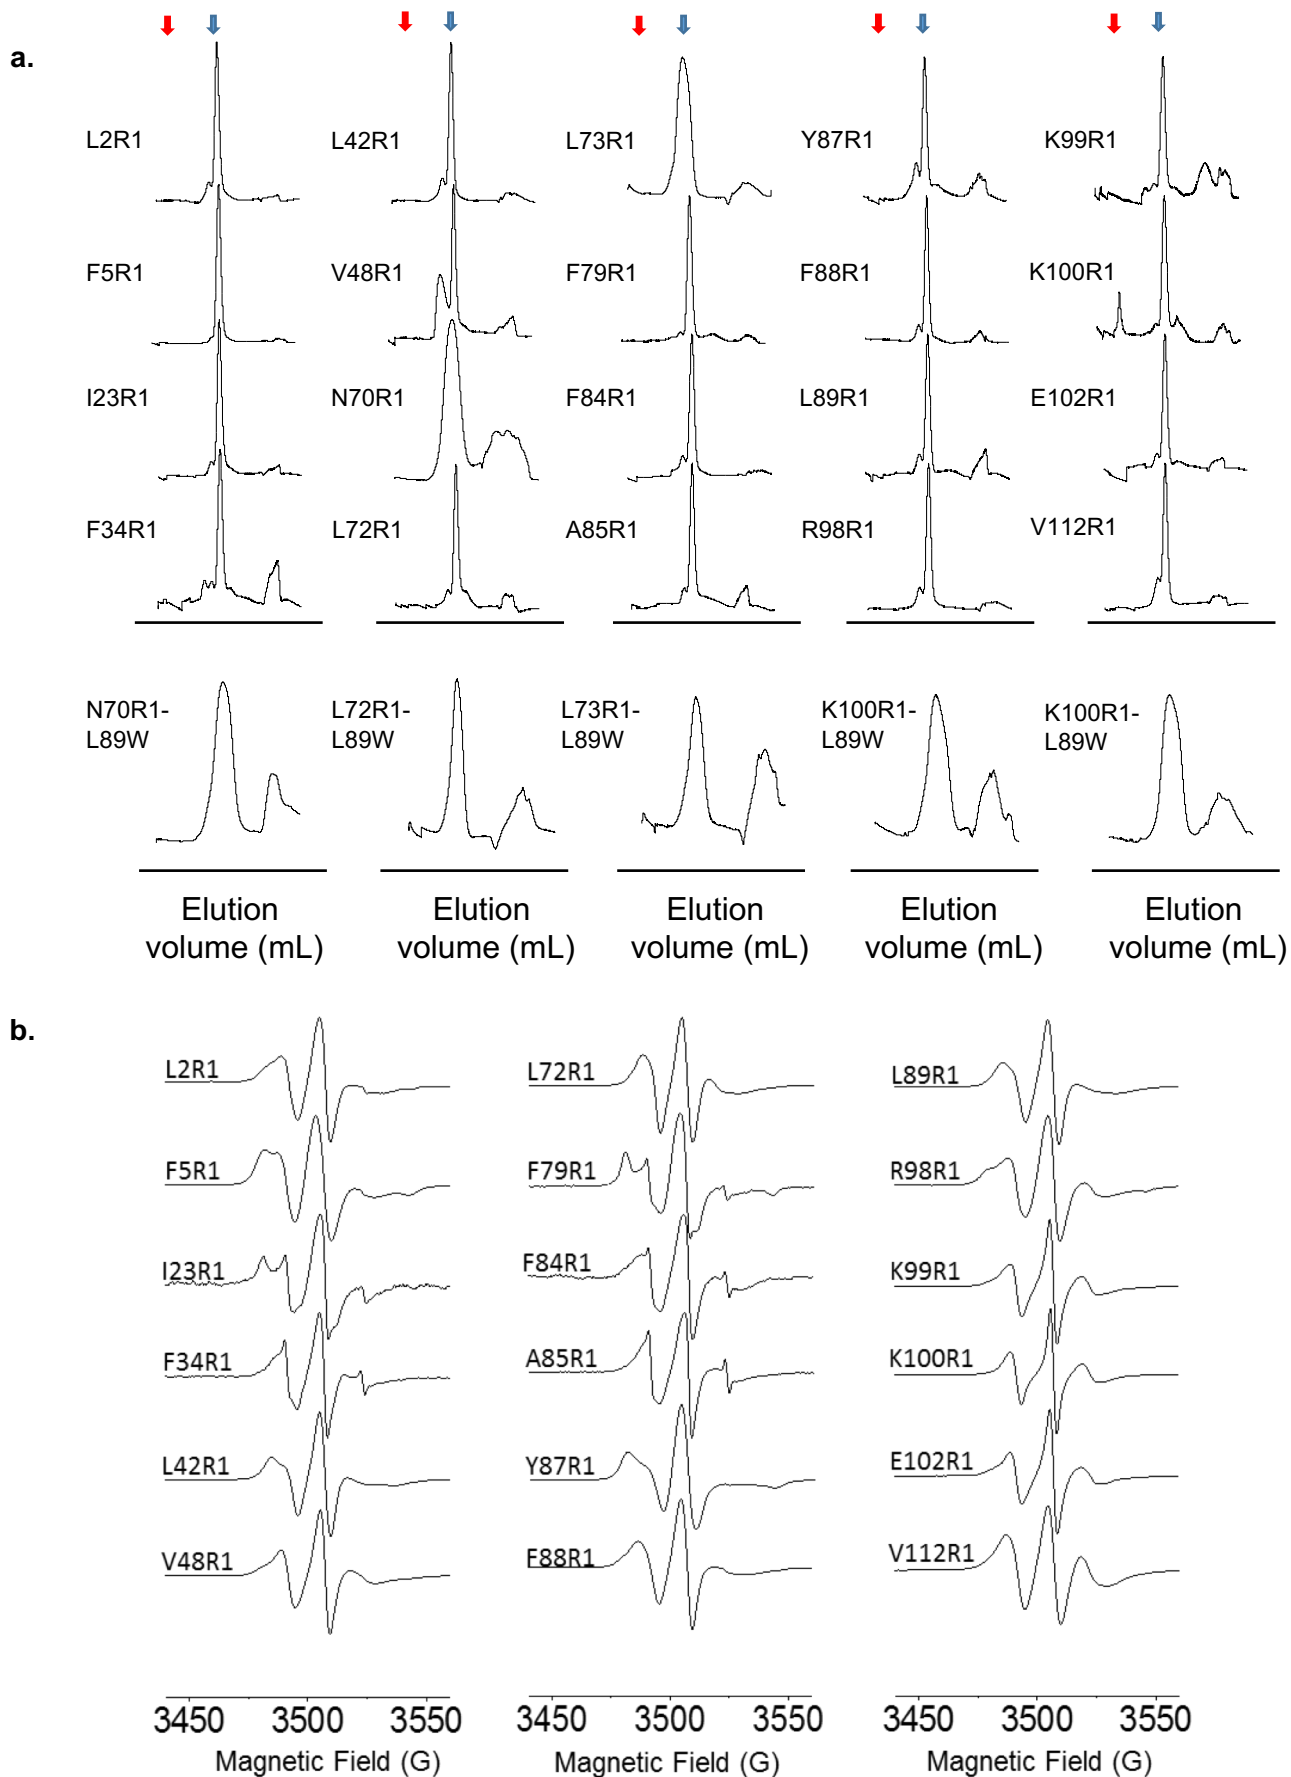 a.
L2R1 L42R1 L73R1 Y87R1 K99R1
F5R1 V48R1 F79R1 F88R1 K100R1
I23R1 N70R1 F84R1 L89R1 E102R1
F34R1 L72R1 A85R1 R98R1 V112R1
N70R1- L72R1- L73R1- K100R1- K100R1-
L89W L89W L89W L89W L89W
Elution Elution Elution Elution Elution
volume (mL) volume (mL) volume (mL) volume (mL) volume (mL)
b.
L2R1 L72R1 L89R1
F5R1 F79R1 R98R1
I23R1 F84R1 K99R1
F34R1 A85R1 K100R1
L42R1 Y87R1 E102R1
V48R1 F88R1 V112R1
3450 3500 3550 3450 3500 3550 3450 3500 3550
Magnetic Field (G) Magnetic Field (G) Magnetic Field (G)